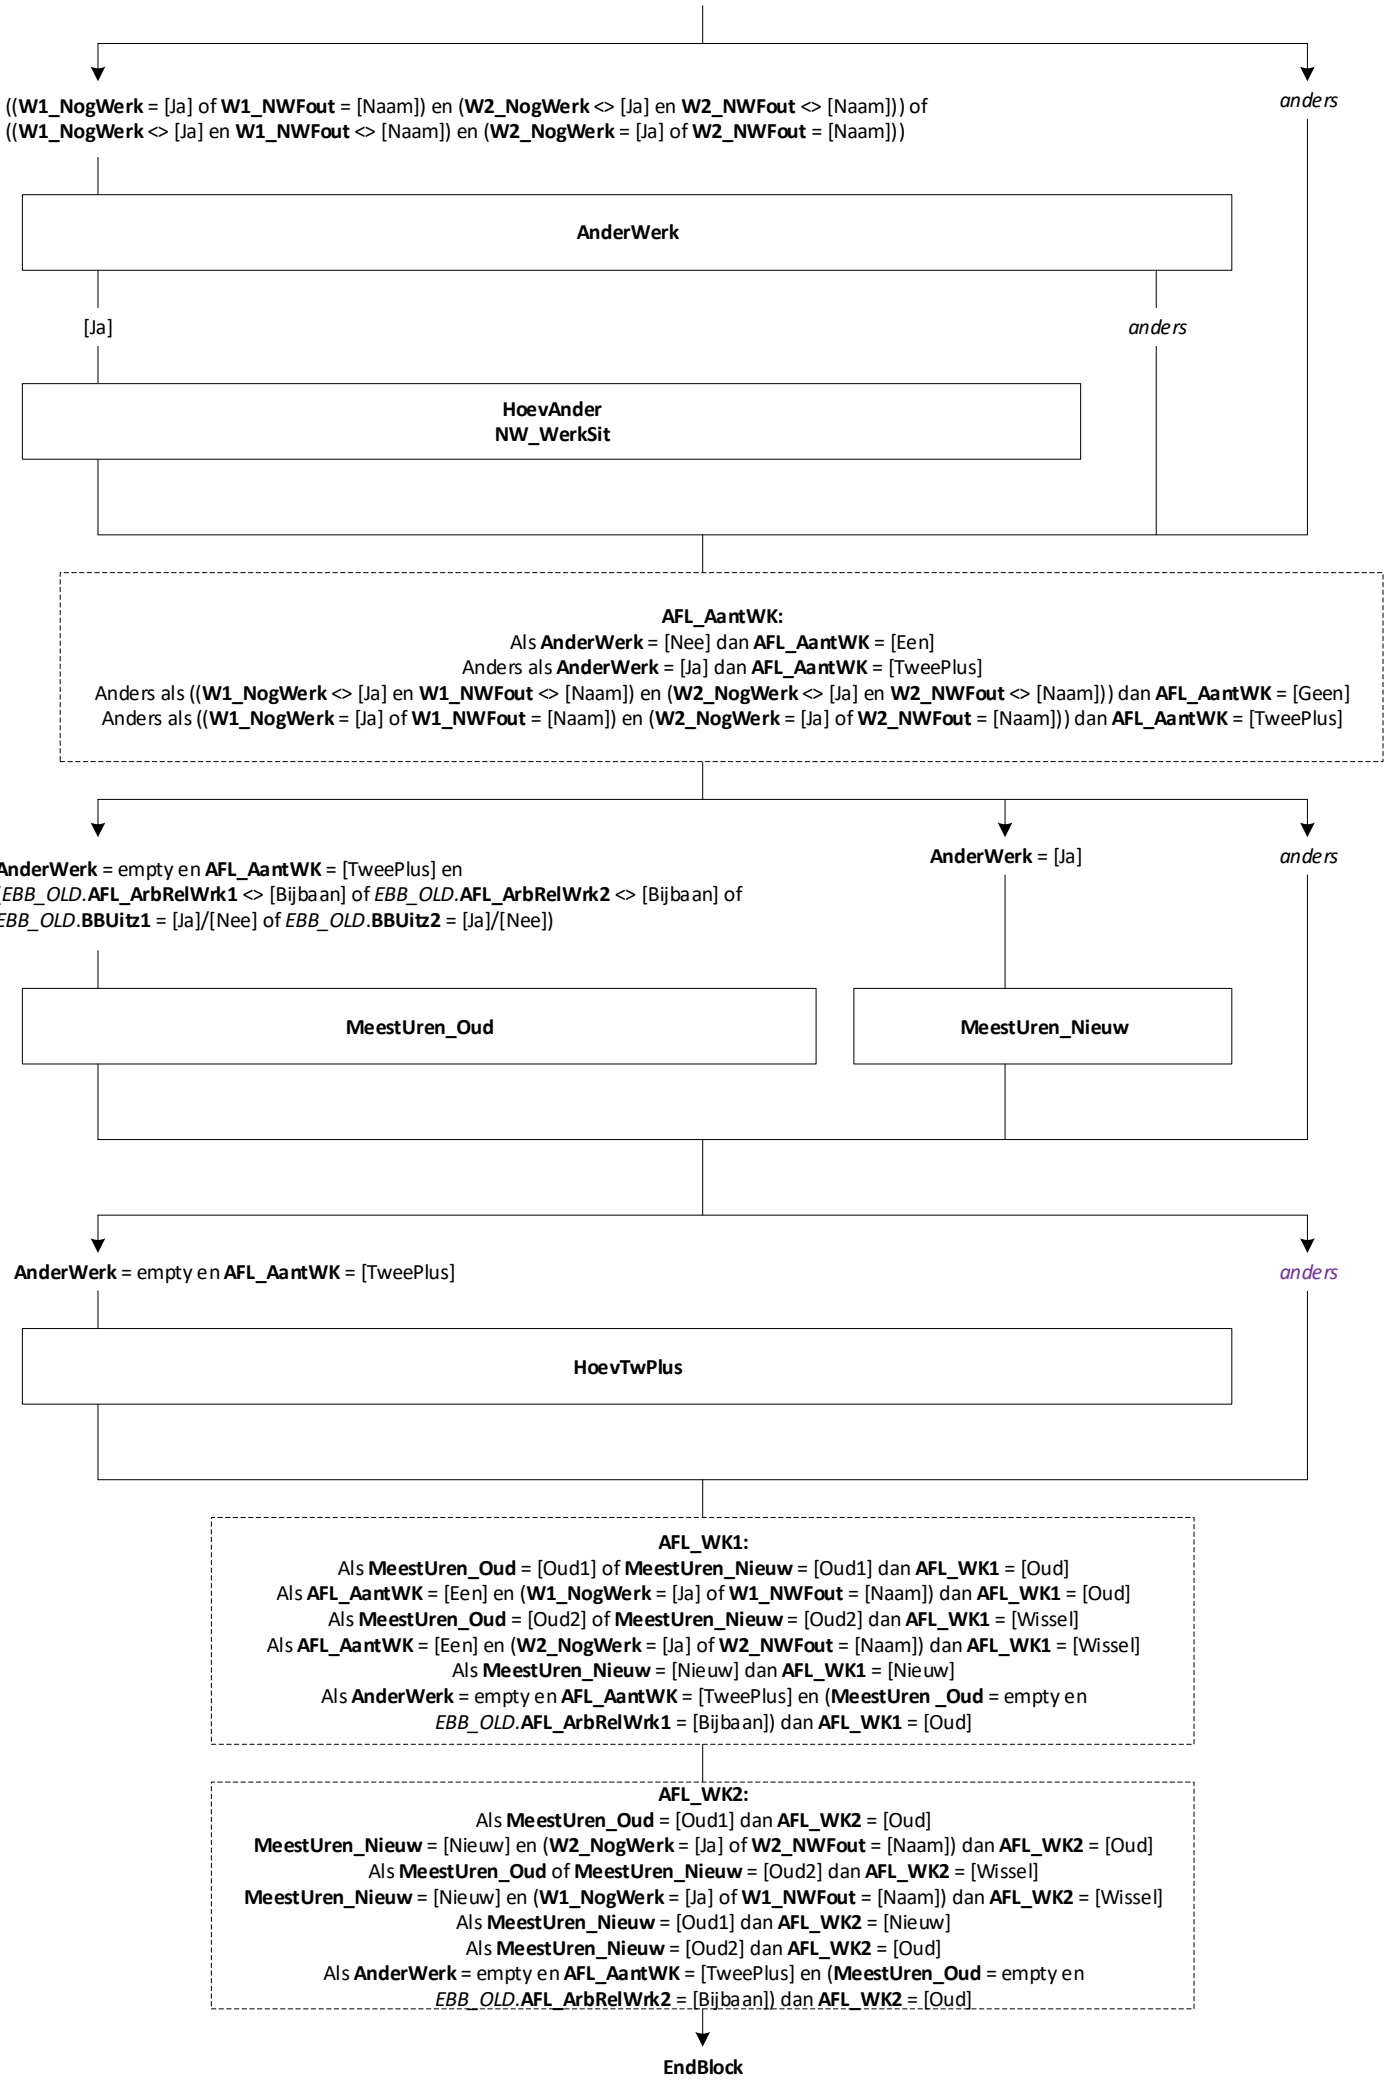 ((W1_NogWerk = [Ja] of W1_NWFout = [Naam]) en (W2_NogWerk <> [Ja] en W2_NWFout <> [Naam])) of
((W1_NogWerk <> [Ja] en W1_NWFout <> [Naam]) en (W2_NogWerk = [Ja] of W2_NWFout = [Naam]))
anders
AnderWerk
[Ja]
anders
HoevAnder
NW_WerkSit
AFL_AantWK:
Als AnderWerk = [Nee] dan AFL_AantWK = [Een]
Anders als AnderWerk = [Ja] dan AFL_AantWK = [TweePlus]
Anders als ((W1_NogWerk <> [Ja] en W1_NWFout <> [Naam]) en (W2_NogWerk <> [Ja] en W2_NWFout <> [Naam])) dan AFL_AantWK = [Geen]
Anders als ((W1_NogWerk = [Ja] of W1_NWFout = [Naam]) en (W2_NogWerk = [Ja] of W2_NWFout = [Naam])) dan AFL_AantWK = [TweePlus]
AnderWerk = empty en AFL_AantWK = [TweePlus] en
(EBB_OLD.AFL_ArbRelWrk1 <> [Bijbaan] of EBB_OLD.AFL_ArbRelWrk2 <> [Bijbaan] of
EBB_OLD.BBUitz1 = [Ja]/[Nee] of EBB_OLD.BBUitz2 = [Ja]/[Nee])
AnderWerk = [Ja]
anders
MeestUren_Oud
MeestUren_Nieuw
AnderWerk = empty en AFL_AantWK = [TweePlus]
anders
HoevTwPlus
AFL_WK1:
Als MeestUren_Oud = [Oud1] of MeestUren_Nieuw = [Oud1] dan AFL_WK1 = [Oud]
Als AFL_AantWK = [Een] en (W1_NogWerk = [Ja] of W1_NWFout = [Naam]) dan AFL_WK1 = [Oud]
Als MeestUren_Oud = [Oud2] of MeestUren_Nieuw = [Oud2] dan AFL_WK1 = [Wissel]
Als AFL_AantWK = [Een] en (W2_NogWerk = [Ja] of W2_NWFout = [Naam]) dan AFL_WK1 = [Wissel]
Als MeestUren_Nieuw = [Nieuw] dan AFL_WK1 = [Nieuw]
Als AnderWerk = empty en AFL_AantWK = [TweePlus] en (MeestUren _Oud = empty en
EBB_OLD.AFL_ArbRelWrk1 = [Bijbaan]) dan AFL_WK1 = [Oud]
AFL_WK2:
Als MeestUren_Oud = [Oud1] dan AFL_WK2 = [Oud]
MeestUren_Nieuw = [Nieuw] en (W2_NogWerk = [Ja] of W2_NWFout = [Naam]) dan AFL_WK2 = [Oud]
Als MeestUren_Oud of MeestUren_Nieuw = [Oud2] dan AFL_WK2 = [Wissel]
MeestUren_Nieuw = [Nieuw] en (W1_NogWerk = [Ja] of W1_NWFout = [Naam]) dan AFL_WK2 = [Wissel]
Als MeestUren_Nieuw = [Oud1] dan AFL_WK2 = [Nieuw]
Als MeestUren_Nieuw = [Oud2] dan AFL_WK2 = [Oud]
Als AnderWerk = empty en AFL_AantWK = [TweePlus] en (MeestUren_Oud = empty en
EBB_OLD.AFL_ArbRelWrk2 = [Bijbaan]) dan AFL_WK2 = [Oud]
EndBlock